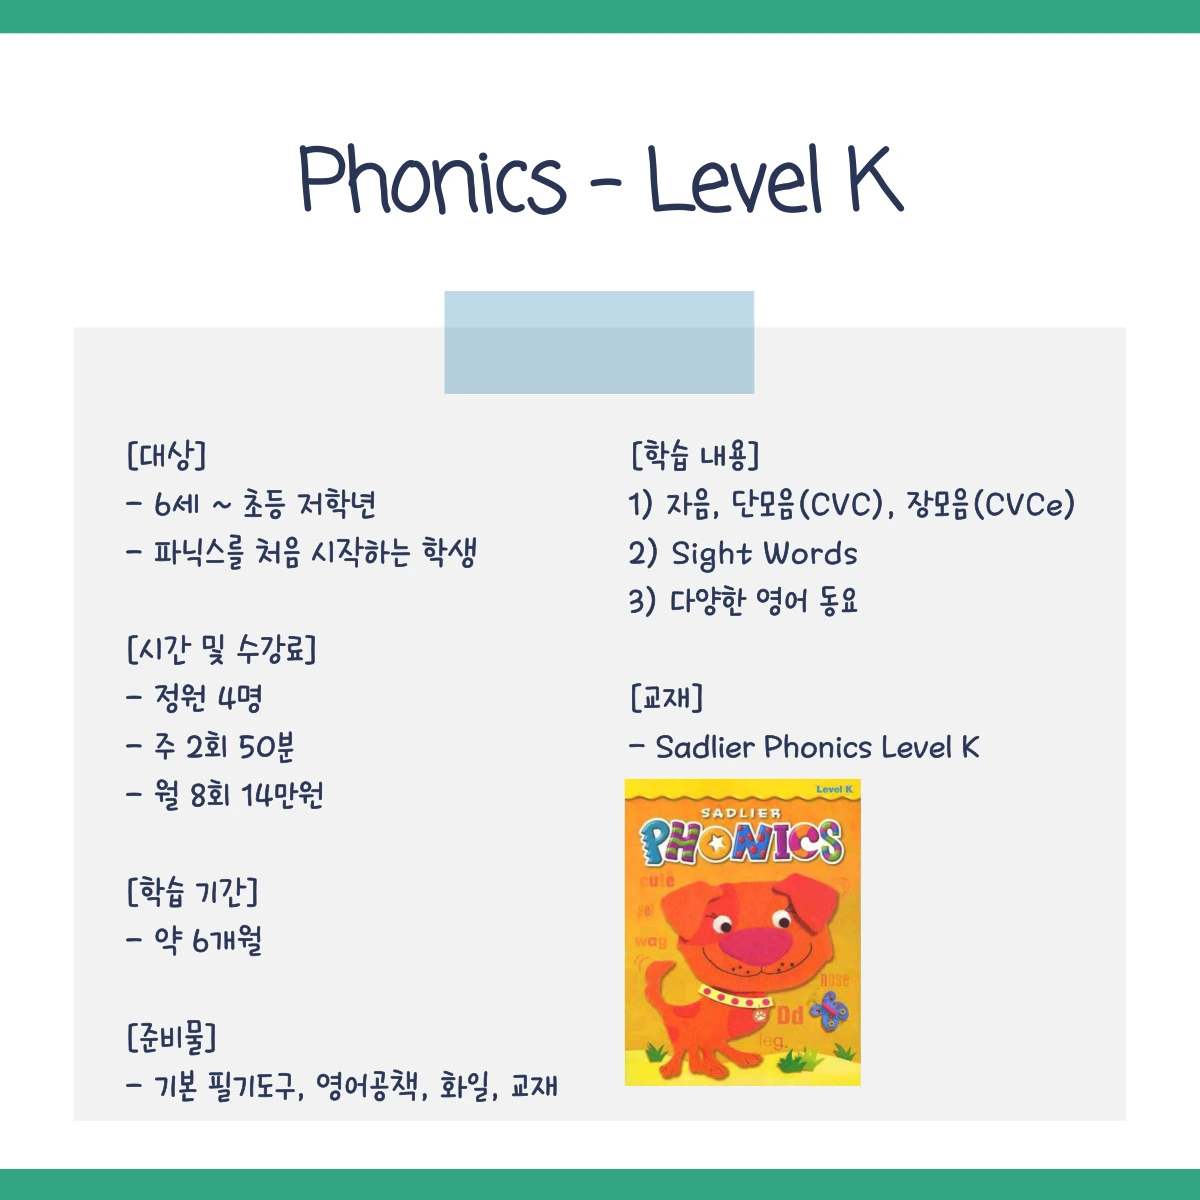 Phonics - Level K
[대상]
- 6세 ~ 초등 저학년
- 파닉스를 처음 시작하는 학생
[시간 및 수강료]
- 정원 4명
- 주 2회 50분
- 월 8회 14만원
[학습 기간]
- 약 6개월
[준비물]
- 기본 필기도구, 영어공책, 화일, 교재
[학습 내용]
1) 자음, 단모음(CVC), 장모음(CVCe)
2) Sight Words
3) 다양한 영어 동요
[교재]
- Sadlier Phonics Level K
Level K
SADLIER
PHONICS
cute
wag
nose
Dd
leg.